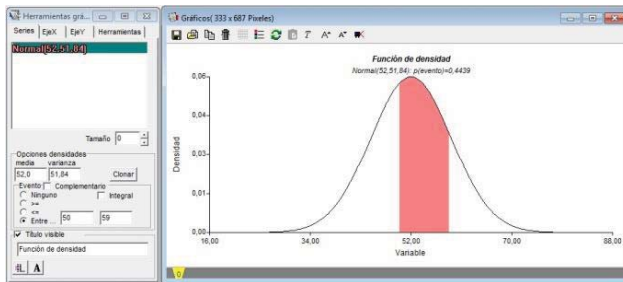 Herramientas grá...
Series EjeX EjeY Herramientas
Normal(52,51,84)
Tamaño 0
Opciones densidades
media varianza
52,0 51,84 Clonar
Evento Complementario
Ninguno Integral
>=
<=
Entre ... 50 59
Título visible
Función de densidad
A
Gráficos( 333 x 687 Pixeles)
T A A
Función de densidad
Normal(52,51,84): p(evento)=0,4439
0,06
0,04
0,03
0,01
0,00
Densidad
16,00 34,00 52,00 70,00 88,00
Variable
0